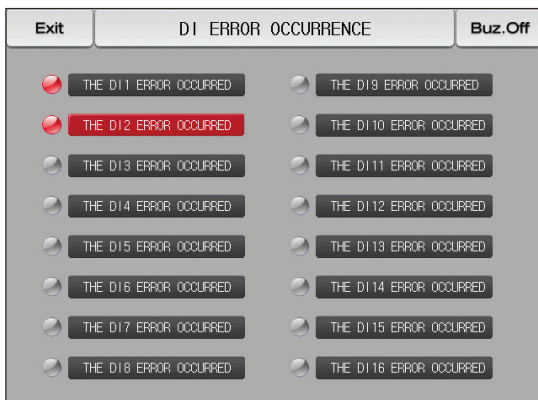 Exit
DI ERROR OCCURRENCE
Buz.Off
THE DI1 ERROR OCCURRED
THE DI2 ERROR OCCURRED
THE DI3 ERROR OCCURRED
THE DI4 ERROR OCCURRED
THE DI5 ERROR OCCURRED
THE DI6 ERROR OCCURRED
THE DI7 ERROR OCCURRED
THE DI8 ERROR OCCURRED
THE DI9 ERROR OCCURRED
THE DI10 ERROR OCCURRED
THE DI11 ERROR OCCURRED
THE DI12 ERROR OCCURRED
THE DI13 ERROR OCCURRED
THE DI14 ERROR OCCURRED
THE DI15 ERROR OCCURRED
THE DI16 ERROR OCCURRED